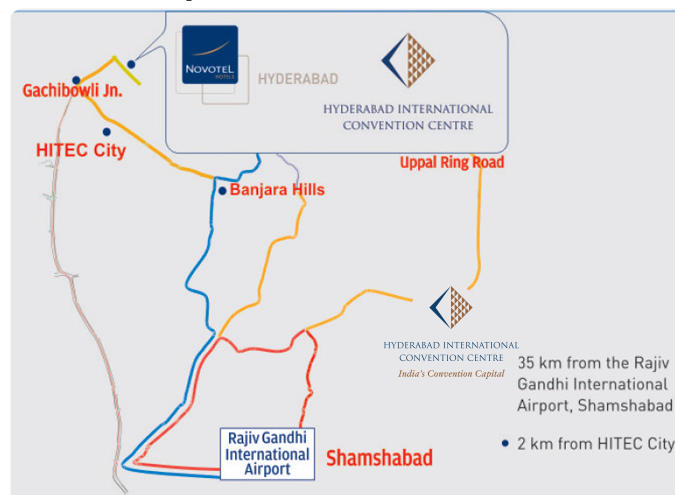 NOVOTEL
HOTELS
HYDERABAD
HYDERABAD INTERNATIONAL
CONVENTION CENTRE
Gachibowli Jn.
HITEC City
Uppal Ring Road
Banjara Hills
HYDERABAD INTERNATIONAL
CONVENTION CENTRE
India's Convention Capital
35 km from the Rajiv
Gandhi International
Airport, Shamshabad
2 km from HITEC City
Rajiv Gandhi
International
Airport
Shamshabad